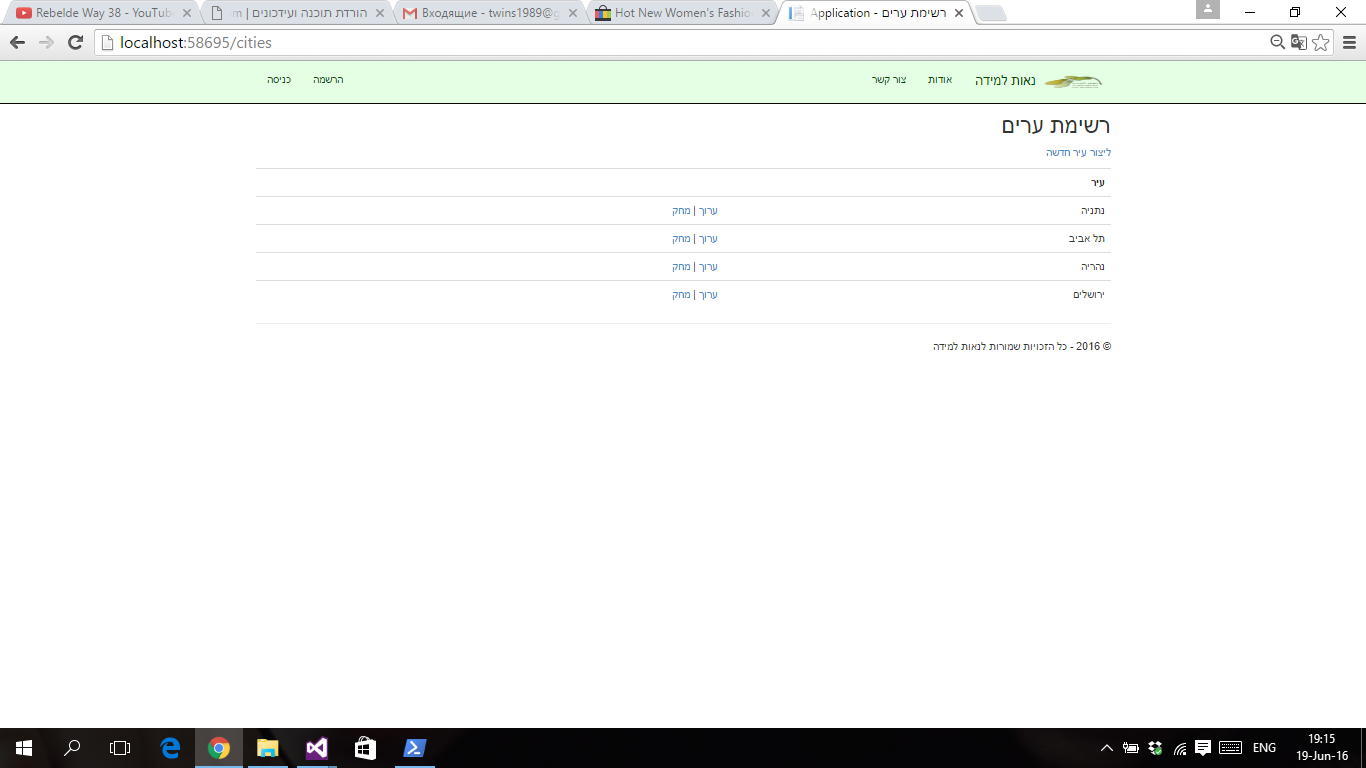 Rebelde Way 38 - YouTub
הורדת תוכנה ועידכונים | m
Входящие - twins1989@g
Hot New Women's Fashio
Application - רשימת ערים
localhost:58695/cities
נאות למידה אודות צור קשר הרשמה כניסה
רשימת ערים
ליצור עיר חדשה
עיר
נתניה ערוך | מחק
תל אביב ערוך | מחק
נהריה ערוך | מחק
ירושלים ערוך | מחק
© 2016 - כל הזכויות שמורות לנאות למידה
ENG
19:15
19-Jun-16